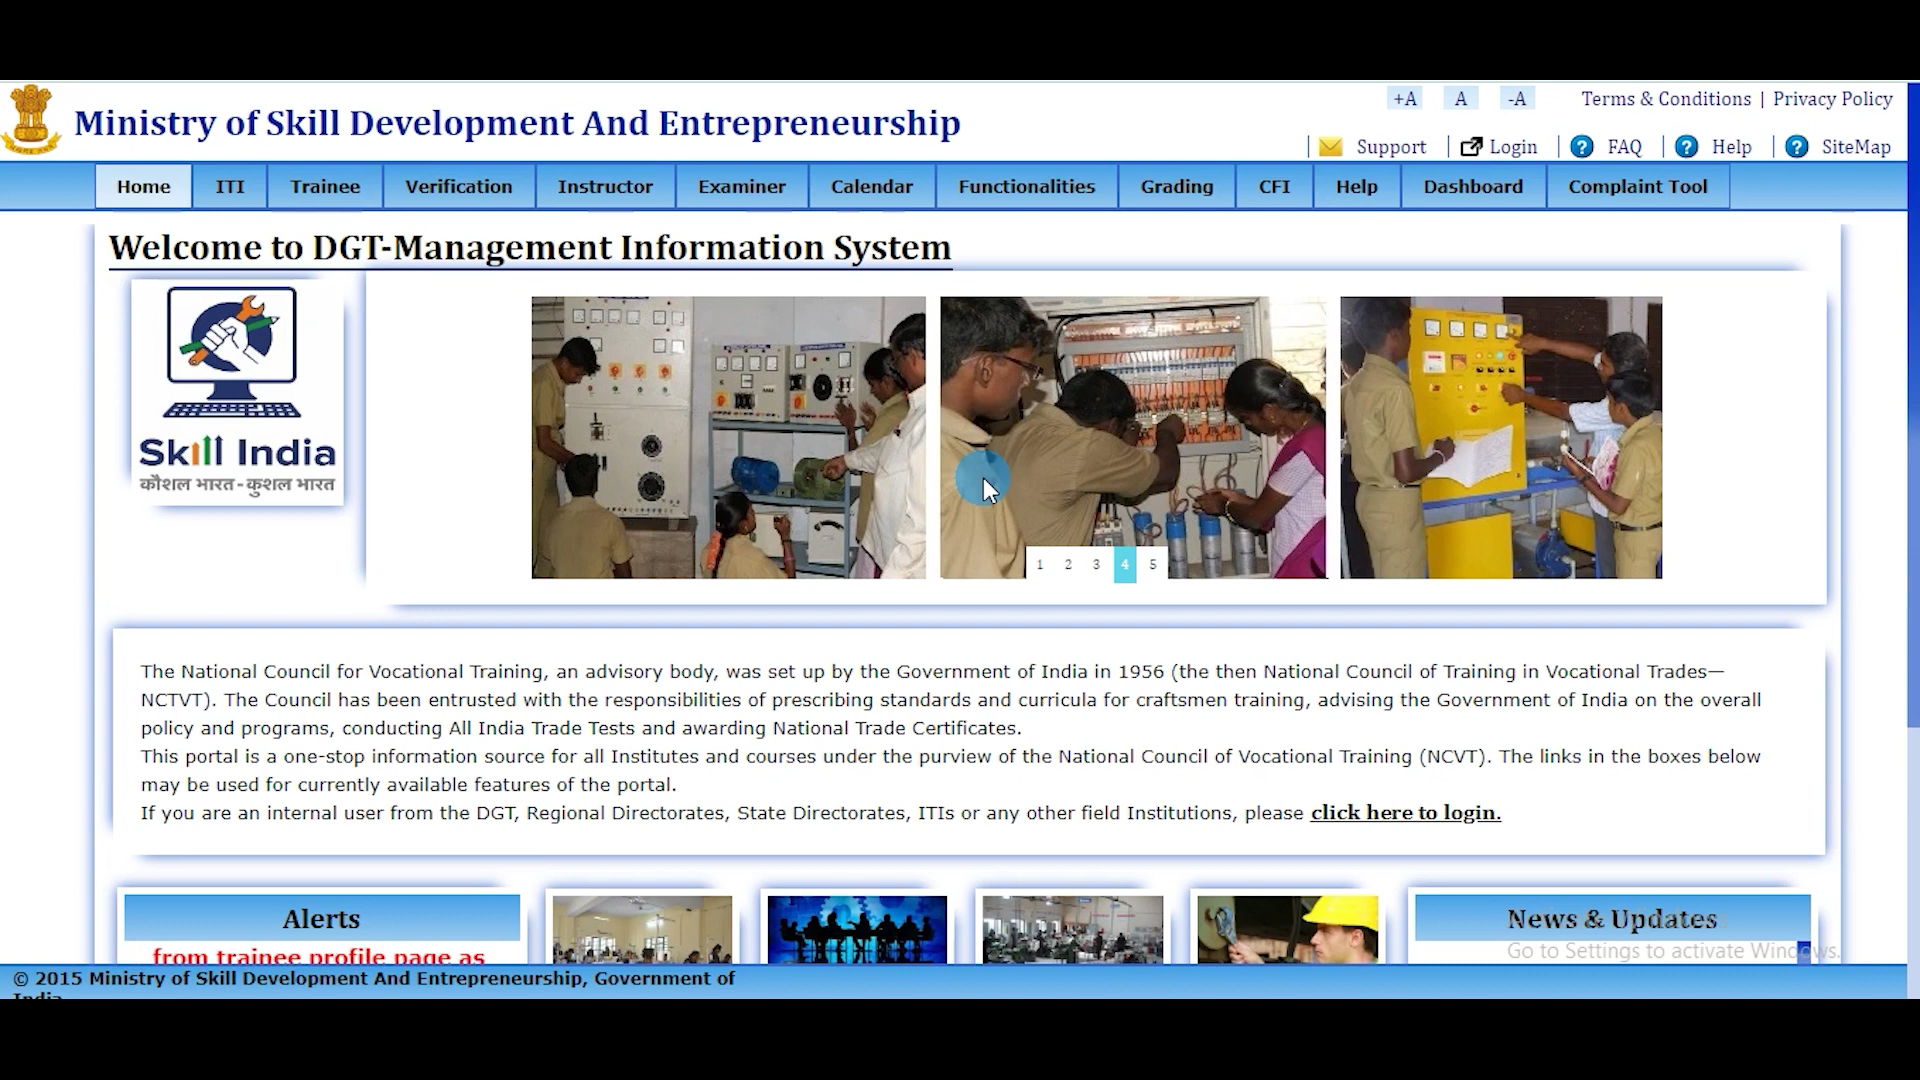 +A A -A Terms & Conditions | Privacy Policy
Ministry of Skill Development And Entrepreneurship
Support Login FAQ Help SiteMap
Home ITI Trainee Verification Instructor Examiner Calendar Functionalities Grading CFI Help Dashboard Complaint Tool
Welcome to DGT-Management Information System
Skill India
कौशल भारत - कुशल भारत
1 2 3 4 5
The National Council for Vocational Training, an advisory body, was set up by the Government of India in 1956 (the then National Council of Training in Vocational Trades—
NCTVT). The Council has been entrusted with the responsibilities of prescribing standards and curricula for craftsmen training, advising the Government of India on the overall
policy and programs, conducting All India Trade Tests and awarding National Trade Certificates.
This portal is a one-stop information source for all Institutes and courses under the purview of the National Council of Vocational Training (NCVT). The links in the boxes below
may be used for currently available features of the portal.
If you are an internal user from the DGT, Regional Directorates, State Directorates, ITIs or any other field Institutions, please click here to login.
Alerts
News & Updates
from trainee profile page as
Go to Settings to activate Windows.
© 2015 Ministry of Skill Development And Entrepreneurship, Government of
India